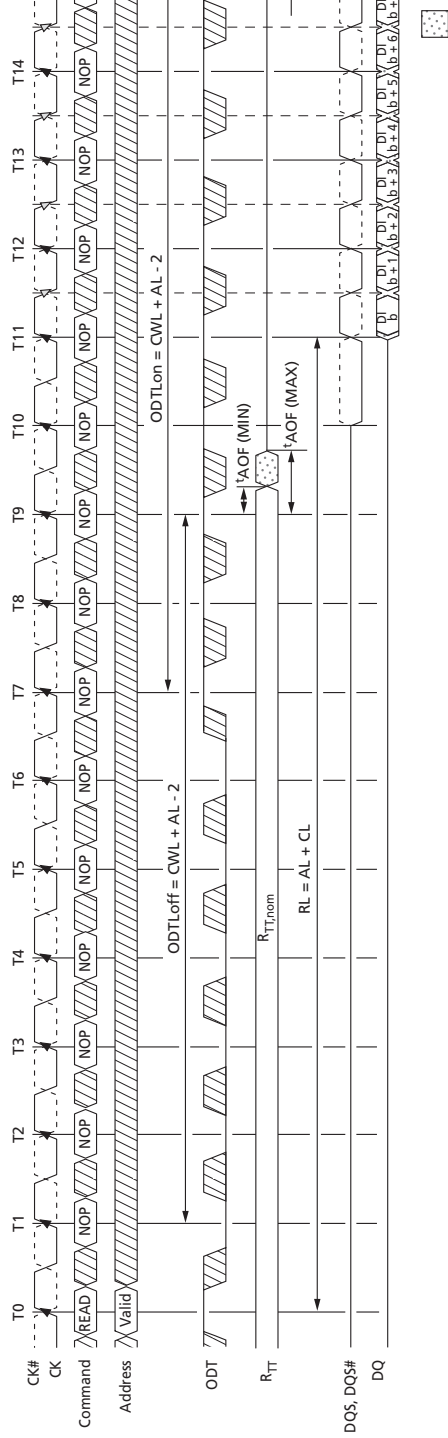 T0 T1 T2 T3 T4 T5 T6 T7 T8 T9 T10 T11 T12 T13 T14
CK#
CK
Command READ NOP NOP NOP NOP NOP NOP NOP NOP NOP NOP NOP NOP NOP NOP
Address Valid
ODTLon = CWL + AL - 2
ODTLoff = CWL + AL - 2
ODT
tAOF (MIN)
RTT RTT,nom
tAOF (MAX)
RL = AL + CL
DQS, DQS#
DI DI DI DI DI DI DI DI
DQ b b + 1 b + 2 b + 3 b + 4 b + 5 b + 6 b +